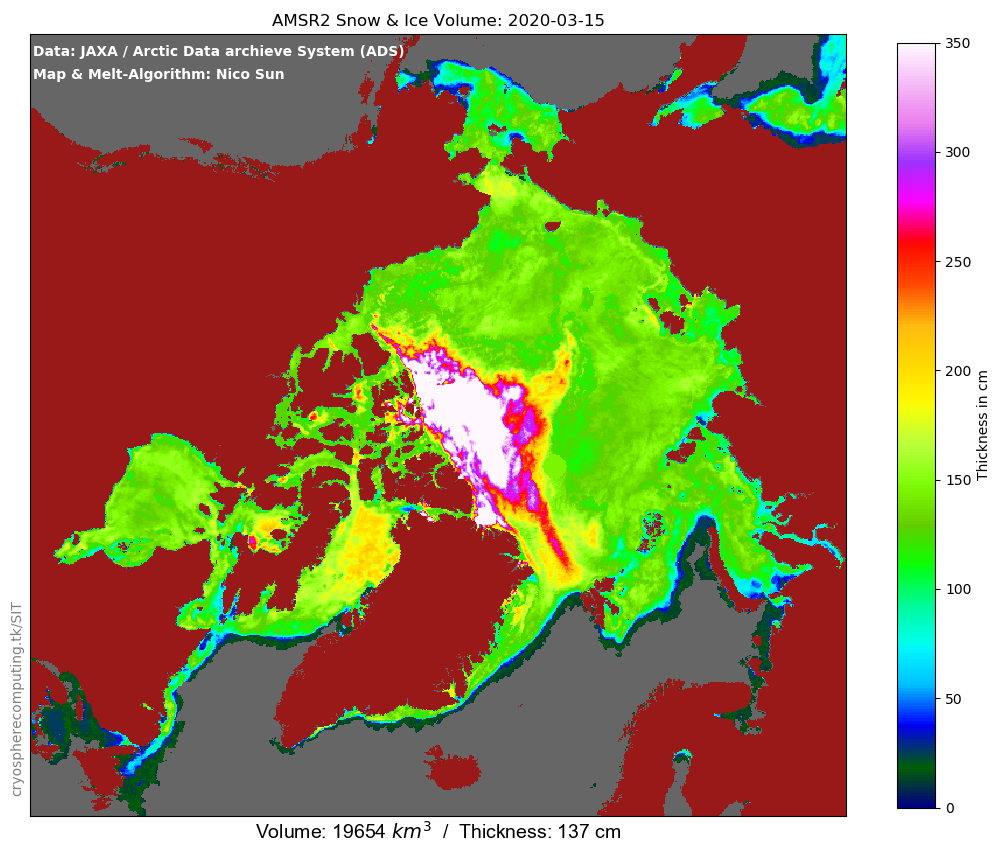 AMSR2 Snow & Ice Volume: 2020-03-15
Data: JAXA / Arctic Data archieve System (ADS)
Map & Melt-Algorithm: Nico Sun
350
300
250
200
150
100
50
0
Thickness in cm
cryospherecomputing.tk/SIT
Volume: 19654 km³ / Thickness: 137 cm